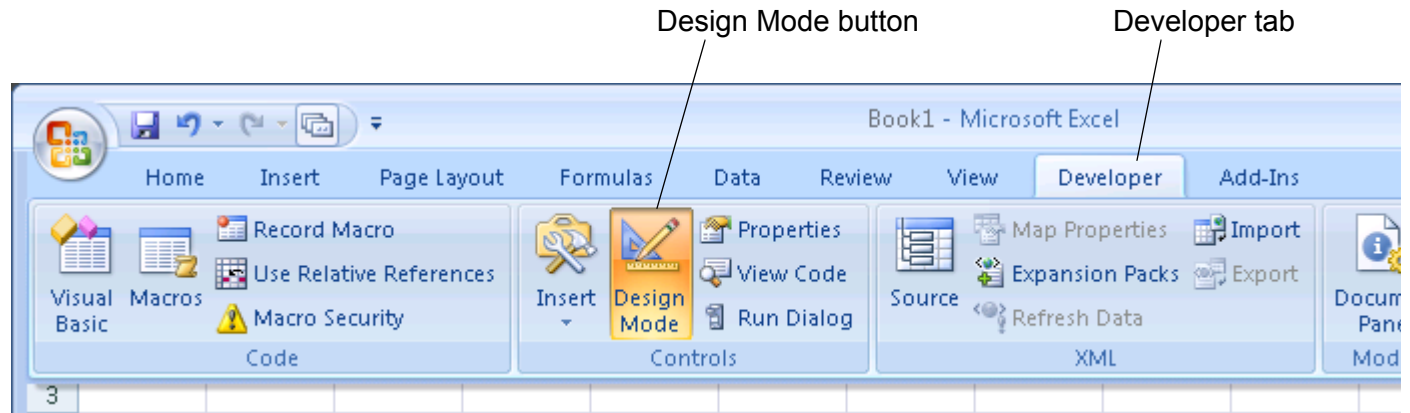 Design Mode button Developer tab
Book1 - Microsoft Excel
Home Insert Page Layout Formulas Data Review View Developer Add-Ins
Visual Basic
Macros
Record Macro
Use Relative References
Macro Security
Code
Insert
Design Mode
Properties
View Code
Run Dialog
Controls
Source
Map Properties
Expansion Packs
Refresh Data
Import
Export
XML
Docum
Pane
Mod
3